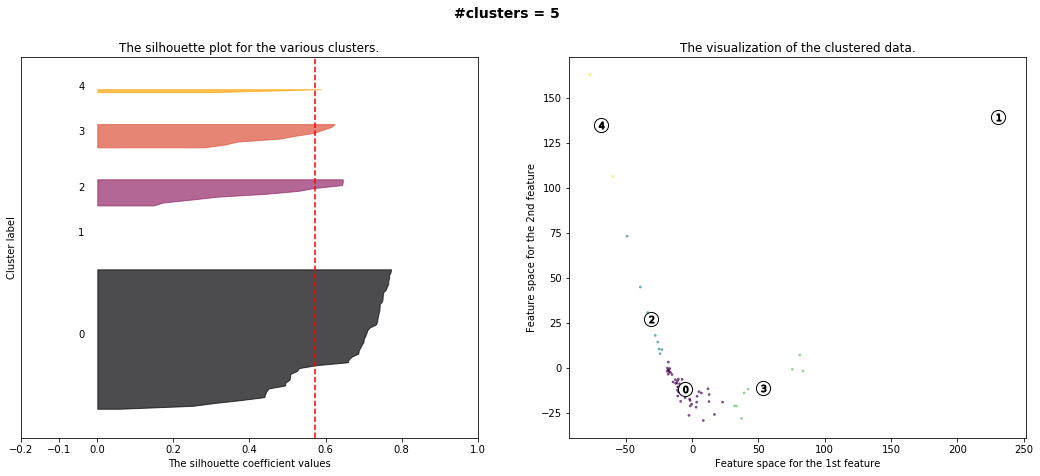 #clusters = 5
The silhouette plot for the various clusters.
4
3
2
1
0
Cluster label
−0.2 −0.1 0.0 0.2 0.4 0.6 0.8 1.0
The silhouette coefficient values
The visualization of the clustered data.
150
125
100
75
50
25
0
−25
Feature space for the 2nd feature
4
1
2
0
3
−50 0 50 100 150 200 250
Feature space for the 1st feature